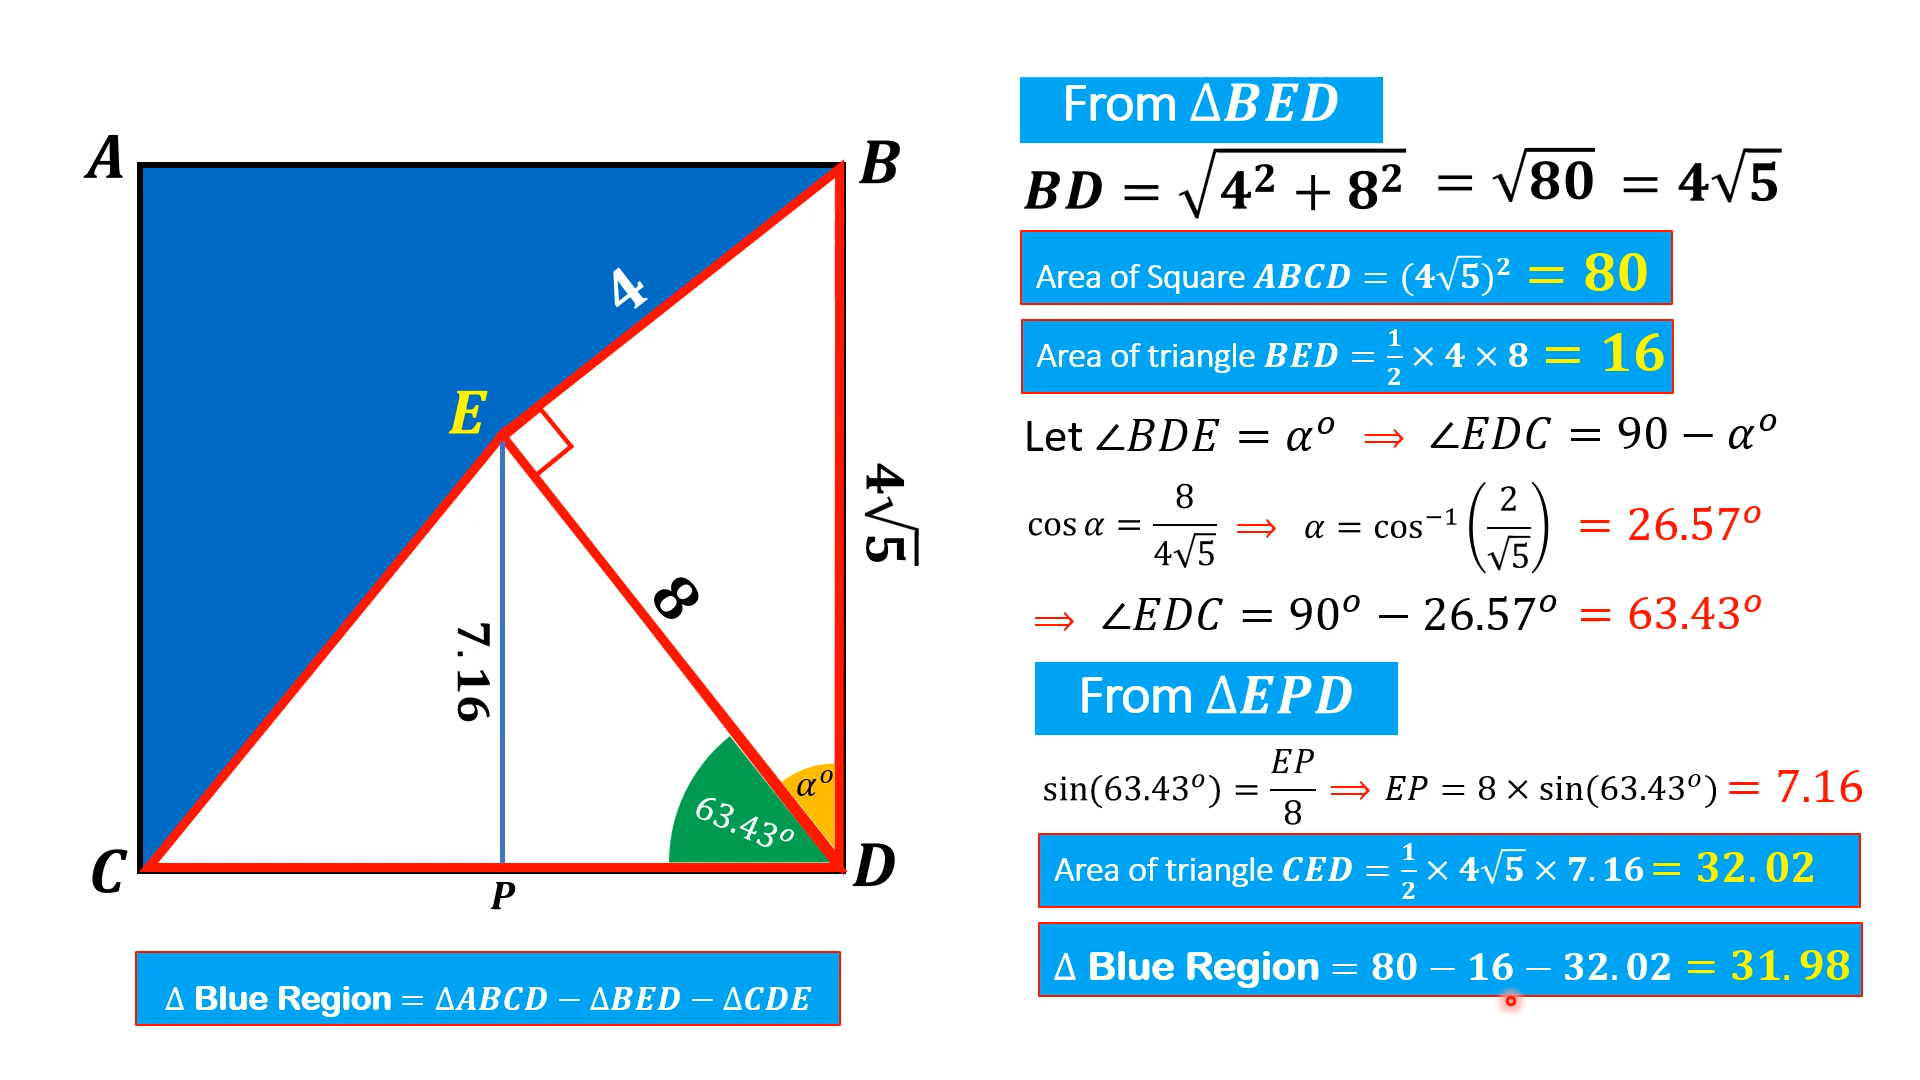 A
B
4
E
4√5
8
7.16
α°
63.43°
C
D
P
Δ Blue Region = ΔABCD − ΔBED − ΔCDE
From ΔBED
BD = √(4² + 8²) = √80 = 4√5
Area of Square ABCD = (4√5)² = 80
Area of triangle BED = 1/2 × 4 × 8 = 16
Let ∠BDE = α° ⟹ ∠EDC = 90 − α°
cos α = 8/(4√5) ⟹ α = cos⁻¹(2/√5) = 26.57°
⟹ ∠EDC = 90° − 26.57° = 63.43°
From ΔEPD
sin(63.43°) = EP/8 ⟹ EP = 8 × sin(63.43°) = 7.16
Area of triangle CED = 1/2 × 4√5 × 7.16 = 32.02
Δ Blue Region = 80 − 16 − 32.02 = 31.98